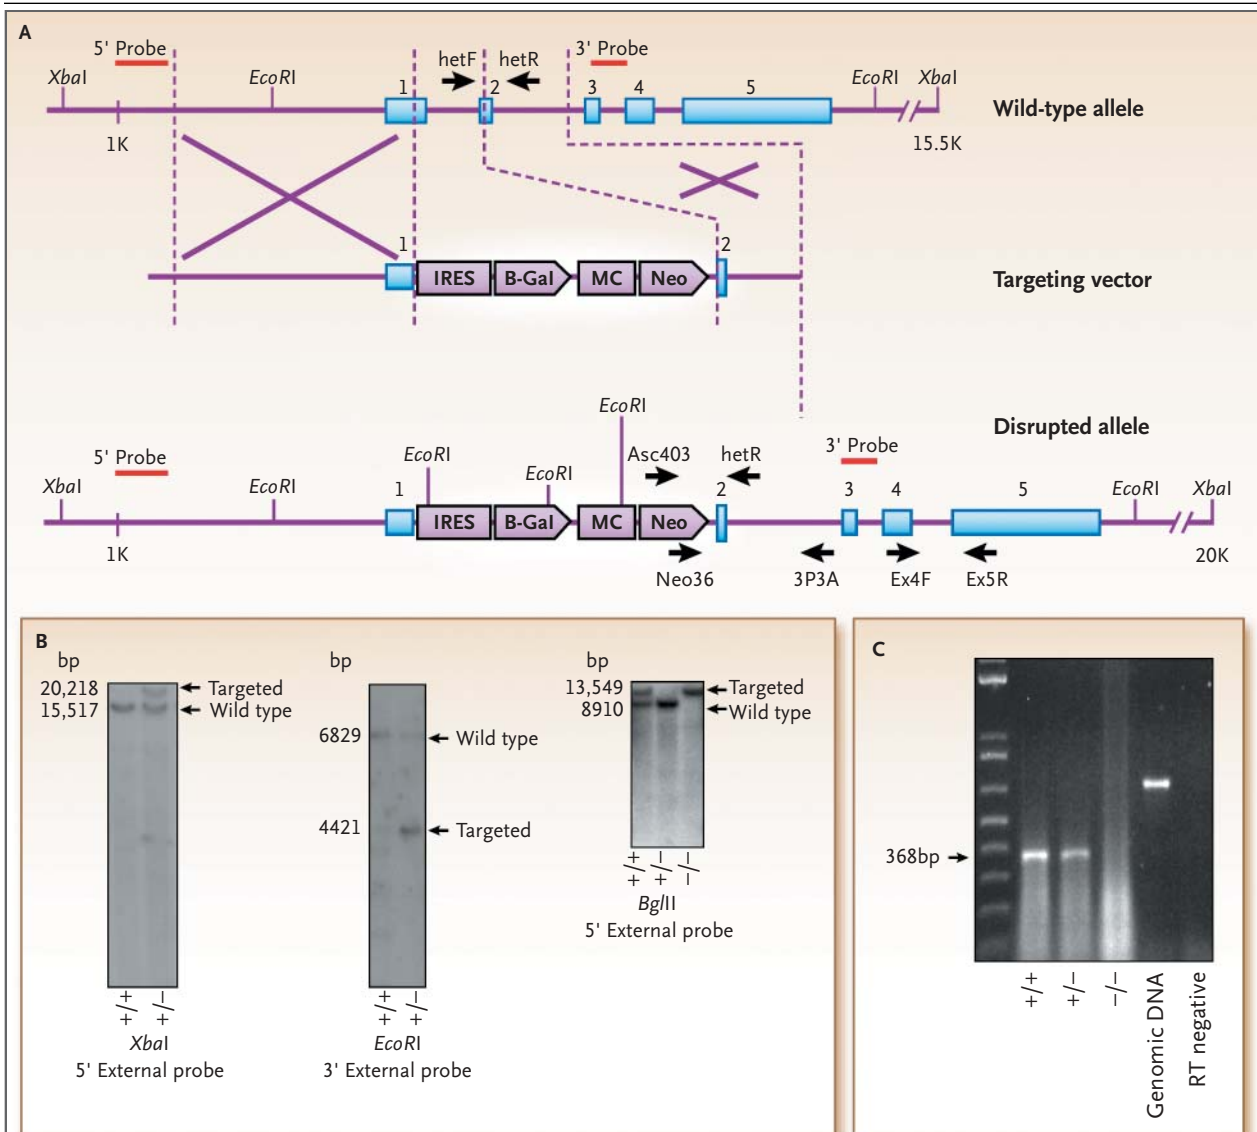 A
5' Probe
hetF
hetR
3' Probe
XbaI
EcoRI
1
2
3
4
5
EcoRI
XbaI
1K
15.5K
Wild-type allele
1
IRES
B-Gal
MC
Neo
2
Targeting vector
Disrupted allele
EcoRI
5' Probe
EcoRI
EcoRI
Asc403
hetR
3' Probe
XbaI
EcoRI
1
IRES
B-Gal
MC
Neo
2
3
4
5
EcoRI
XbaI
1K
20K
Neo36
3P3A
Ex4F
Ex5R
B
bp
20,218
Targeted
15,517
Wild type
+/+
+/−
XbaI
5' External probe
bp
6829
Wild type
4421
Targeted
+/+
+/−
EcoRI
3' External probe
bp
13,549
Targeted
8910
Wild type
+/+
+/−
−/−
BglII
5' External probe
C
368bp
+/+
+/−
−/−
Genomic DNA
RT negative